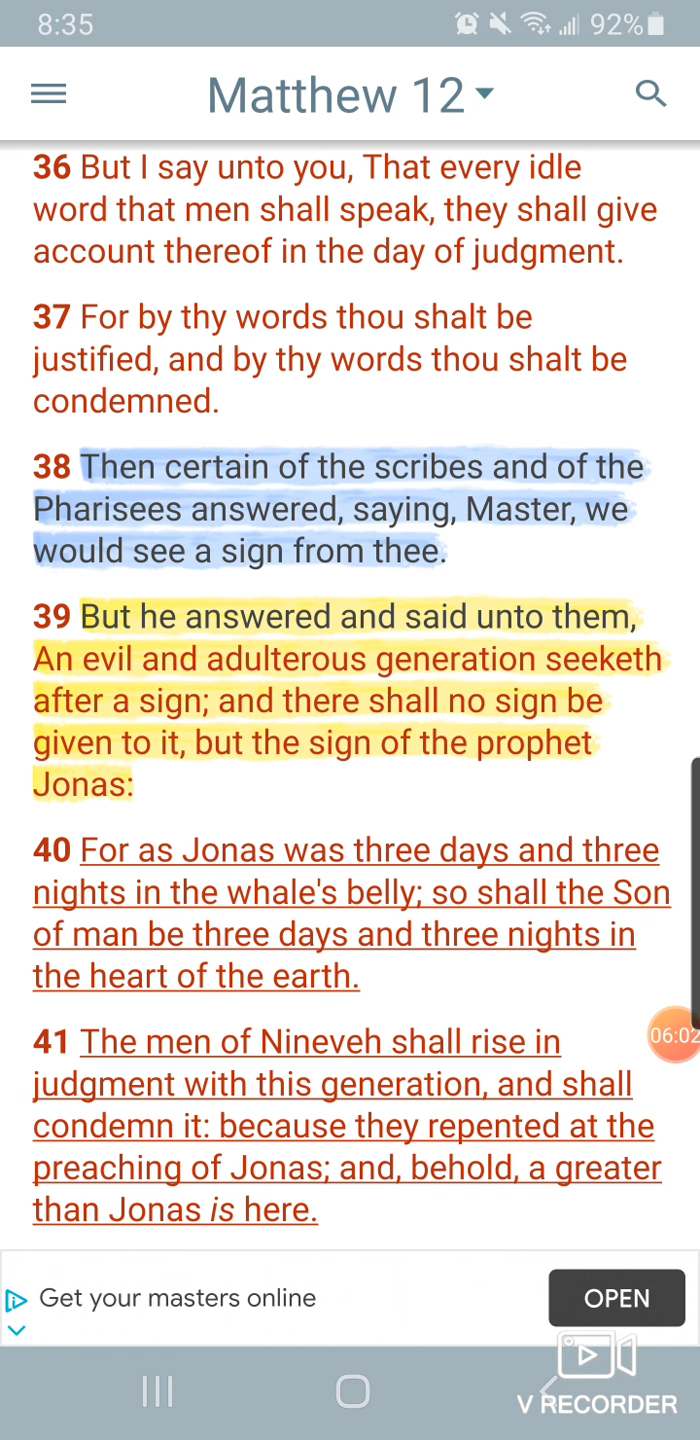 8:35
92%
Matthew 12
36 But I say unto you, That every idle
word that men shall speak, they shall give
account thereof in the day of judgment.
37 For by thy words thou shalt be
justified, and by thy words thou shalt be
condemned.
38 Then certain of the scribes and of the
Pharisees answered, saying, Master, we
would see a sign from thee.
39 But he answered and said unto them,
An evil and adulterous generation seeketh
after a sign; and there shall no sign be
given to it, but the sign of the prophet
Jonas:
40 For as Jonas was three days and three
nights in the whale's belly; so shall the Son
of man be three days and three nights in
the heart of the earth.
06:02
41 The men of Nineveh shall rise in
judgment with this generation, and shall
condemn it: because they repented at the
preaching of Jonas; and, behold, a greater
than Jonas is here.
Get your masters online
OPEN
V RECORDER